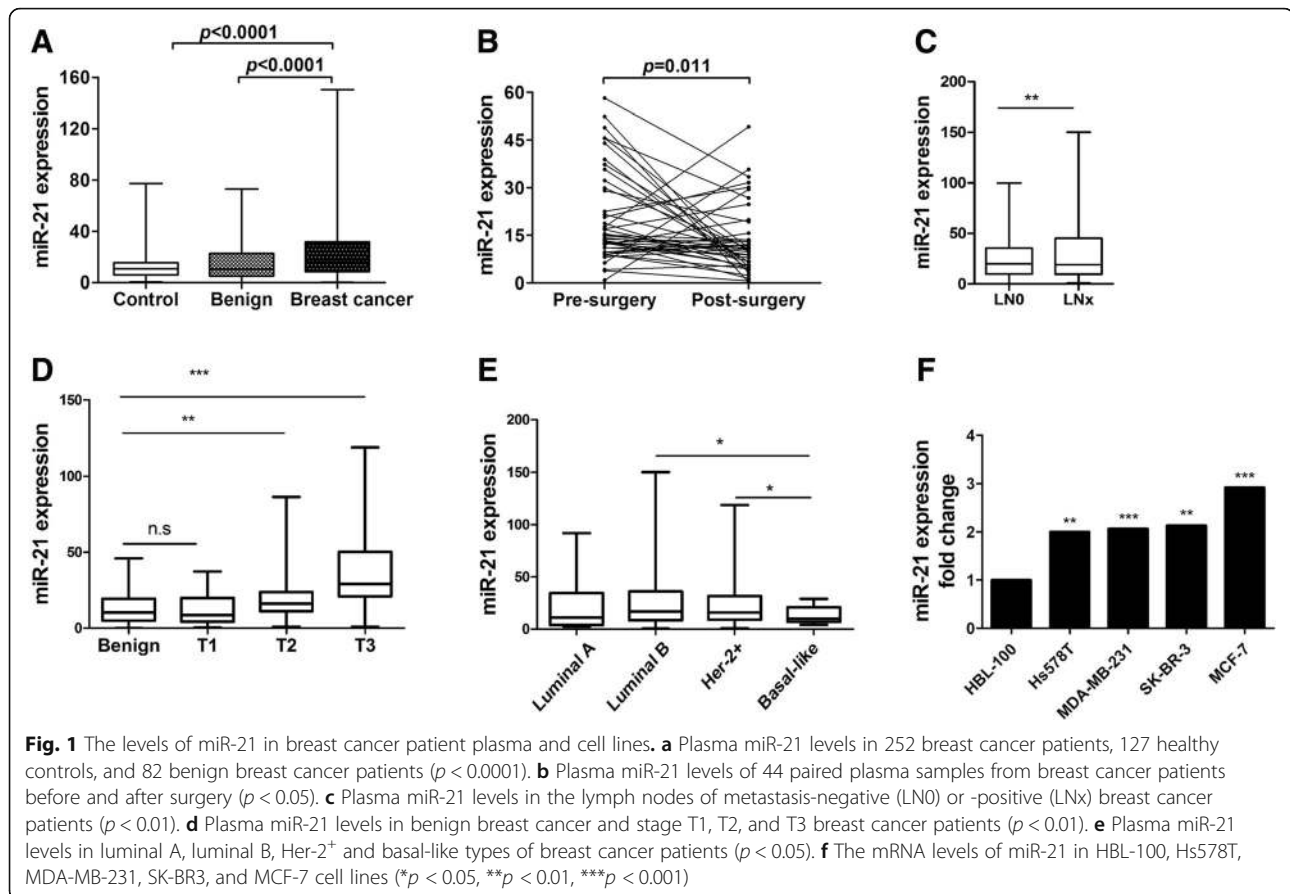 A
p<0.0001
p<0.0001
miR-21 expression
160
120
80
40
0
Control Benign Breast cancer
B
p=0.011
miR-21 expression
60
45
30
15
0
Pre-surgery Post-surgery
C
**
miR-21 expression
200
150
100
50
0
LN0 LNx
D
***
**
n.s
miR-21 expression
150
100
50
0
Benign T1 T2 T3
E
*
*
miR-21 expression
200
150
100
50
0
Luminal A Luminal B Her-2+ Basal-like
F
miR-21 expression
fold change
4
3
2
1
0
** *** ** ***
HBL-100 Hs578T MDA-MB-231 SK-BR-3 MCF-7
Fig. 1 The levels of miR-21 in breast cancer patient plasma and cell lines. a Plasma miR-21 levels in 252 breast cancer patients, 127 healthy
controls, and 82 benign breast cancer patients (p < 0.0001). b Plasma miR-21 levels of 44 paired plasma samples from breast cancer patients
before and after surgery (p < 0.05). c Plasma miR-21 levels in the lymph nodes of metastasis-negative (LN0) or -positive (LNx) breast cancer
patients (p < 0.01). d Plasma miR-21 levels in benign breast cancer and stage T1, T2, and T3 breast cancer patients (p < 0.01). e Plasma miR-21
levels in luminal A, luminal B, Her-2⁺ and basal-like types of breast cancer patients (p < 0.05). f The mRNA levels of miR-21 in HBL-100, Hs578T,
MDA-MB-231, SK-BR3, and MCF-7 cell lines (*p < 0.05, **p < 0.01, ***p < 0.001)